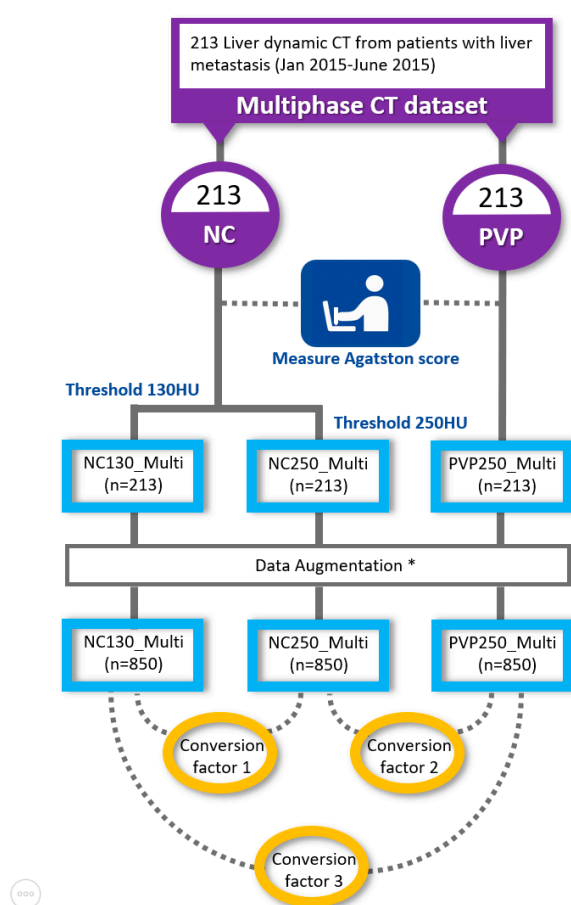 213 Liver dynamic CT from patients with liver
metastasis (Jan 2015-June 2015)
Multiphase CT dataset
213
NC
213
PVP
Measure Agatston score
Threshold 130HU
Threshold 250HU
NC130_Multi
(n=213)
NC250_Multi
(n=213)
PVP250_Multi
(n=213)
Data Augmentation *
NC130_Multi
(n=850)
NC250_Multi
(n=850)
PVP250_Multi
(n=850)
Conversion
factor 1
Conversion
factor 2
Conversion
factor 3